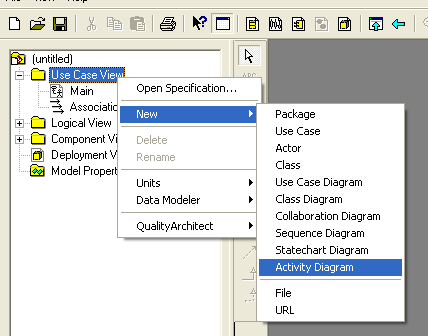 (untitled)
Use Case View
Main
Associatio
Logical View
Component Vi
Deployment Vi
Model Propert
Open Specification...
New
Delete
Rename
Units
Data Modeler
QualityArchitect
Package
Use Case
Actor
Class
Use Case Diagram
Class Diagram
Collaboration Diagram
Sequence Diagram
Statechart Diagram
Activity Diagram
File
URL
ABC